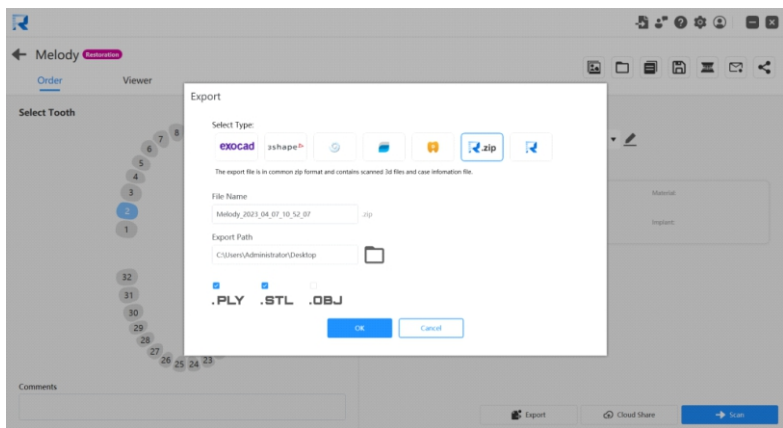 Melody Restoration
Order Viewer
Select Tooth
8
7
6
5
4
3
2
1
32
31
30
29
28
27
26 25 24 23
Comments
Export
Select Type:
exocad 3shape .zip
The export file is in common zip format and contains scanned 3d files and case infomation file.
File Name
Melody_2023_04_07_10_52_07 .zip
Export Path
C:\Users\Administrator\Desktop
.PLY .STL .OBJ
OK Cancel
Material:
Implant:
Export Cloud Share Scan